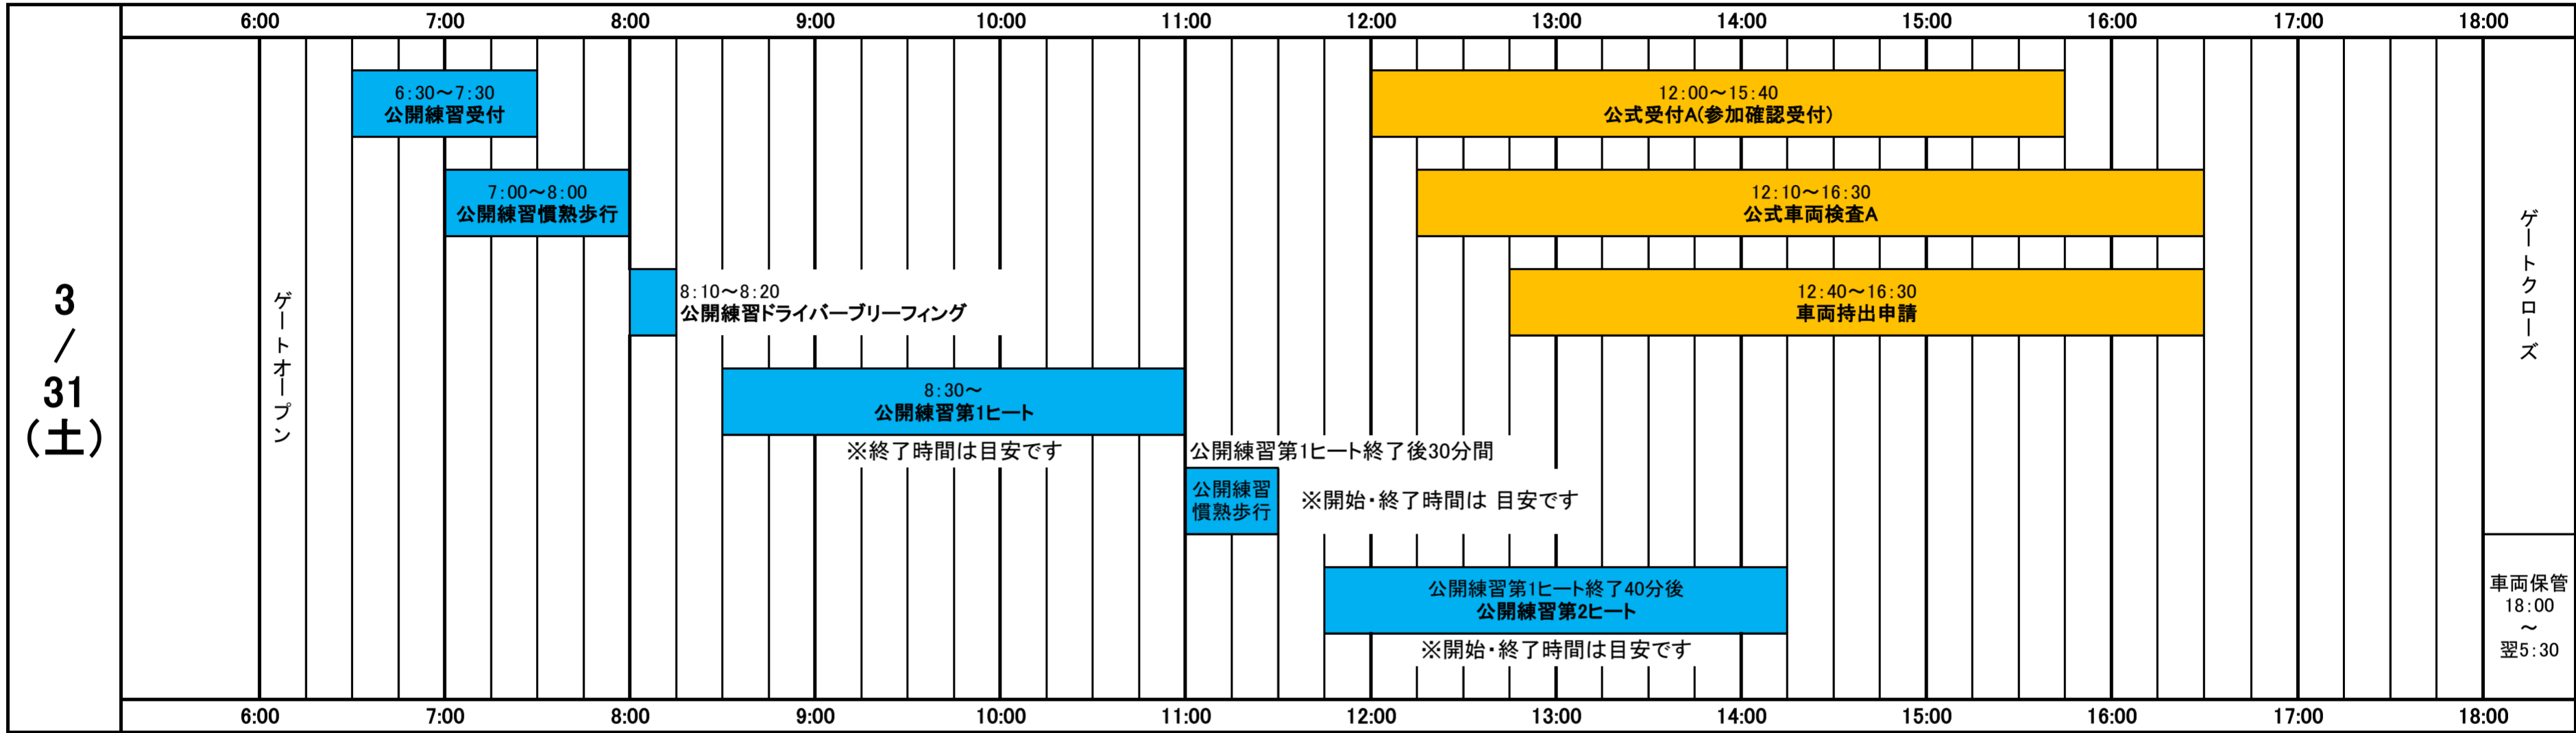 6:00 7:00 8:00 9:00 10:00 11:00 12:00 13:00 14:00 15:00 16:00 17:00 18:00
3
/
31
(土)
ゲートオープン
6:30～7:30
公開練習受付
12:00～15:40
公式受付A(参加確認受付)
7:00～8:00
公開練習慣熟歩行
12:10～16:30
公式車両検査A
8:10～8:20
公開練習ドライバーブリーフィング
12:40～16:30
車両持出申請
8:30～
公開練習第1ヒート
※終了時間は目安です
公開練習第1ヒート終了後30分間
公開練習
慣熟歩行
※開始・終了時間は 目安です
公開練習第1ヒート終了40分後
公開練習第2ヒート
※開始・終了時間は目安です
ゲートクローズ
車両保管
18:00
～
翌5:30
6:00 7:00 8:00 9:00 10:00 11:00 12:00 13:00 14:00 15:00 16:00 17:00 18:00